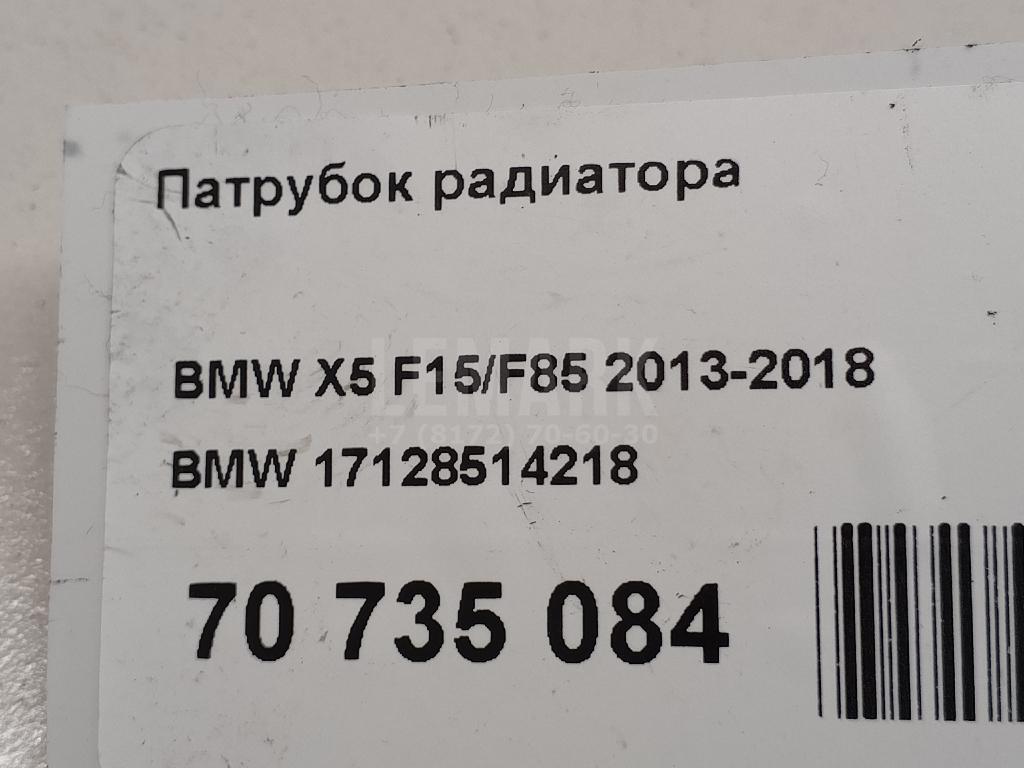 Патрубок радиатора
BMW X5 F15/F85 2013-2018
LEMARK
+7 (8172) 70-60-30
BMW 17128514218
70 735 084